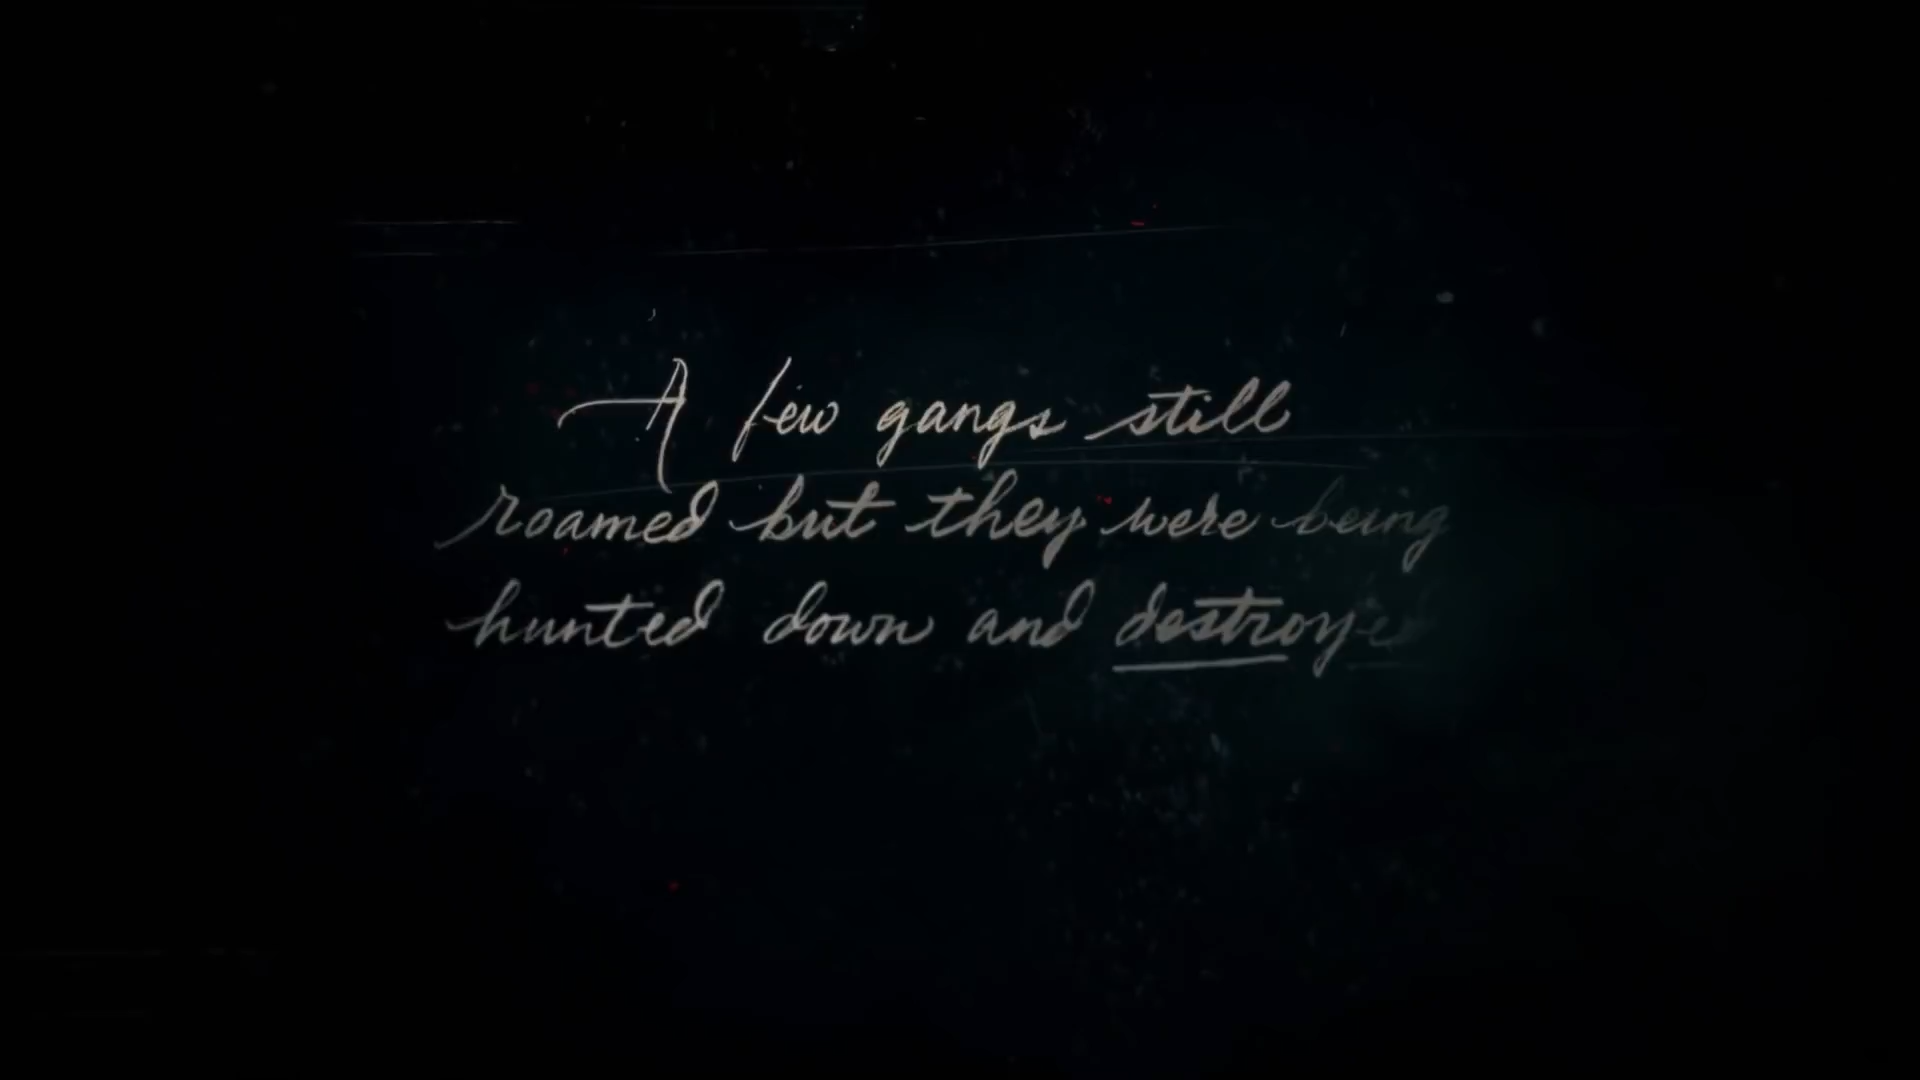 A few gangs still
roamed but they were being
hunted down and destroyed